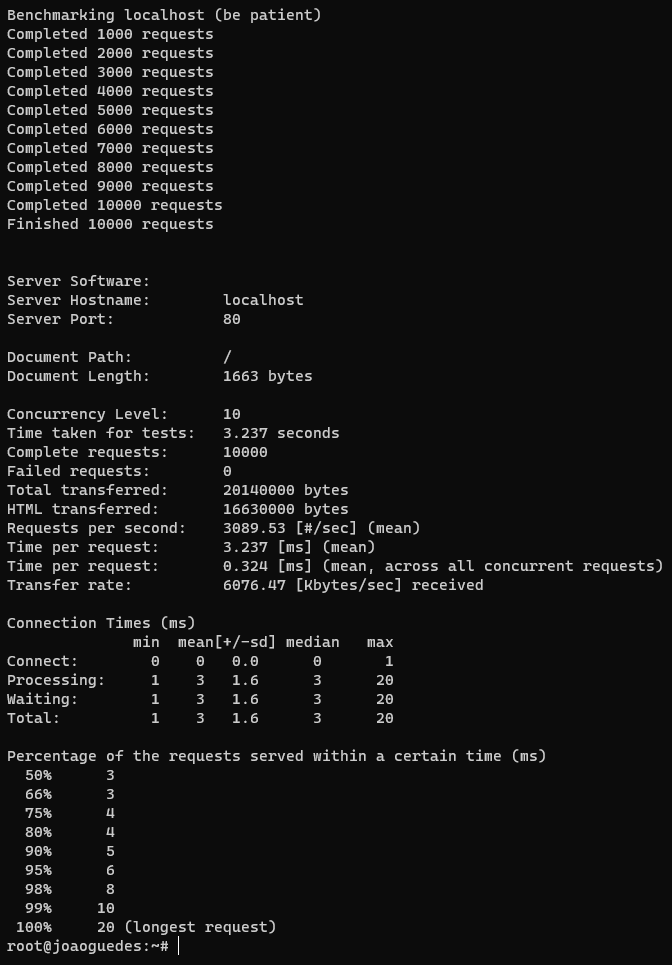 Benchmarking localhost (be patient)
Completed 1000 requests
Completed 2000 requests
Completed 3000 requests
Completed 4000 requests
Completed 5000 requests
Completed 6000 requests
Completed 7000 requests
Completed 8000 requests
Completed 9000 requests
Completed 10000 requests
Finished 10000 requests


Server Software:
Server Hostname:        localhost
Server Port:            80

Document Path:          /
Document Length:        1663 bytes

Concurrency Level:      10
Time taken for tests:   3.237 seconds
Complete requests:      10000
Failed requests:        0
Total transferred:      20140000 bytes
HTML transferred:       16630000 bytes
Requests per second:    3089.53 [#/sec] (mean)
Time per request:       3.237 [ms] (mean)
Time per request:       0.324 [ms] (mean, across all concurrent requests)
Transfer rate:          6076.47 [Kbytes/sec] received

Connection Times (ms)
              min  mean[+/-sd] median   max
Connect:        0    0   0.0      0       1
Processing:     1    3   1.6      3      20
Waiting:        1    3   1.6      3      20
Total:          1    3   1.6      3      20

Percentage of the requests served within a certain time (ms)
  50%      3
  66%      3
  75%      4
  80%      4
  90%      5
  95%      6
  98%      8
  99%     10
 100%     20 (longest request)
root@joaoguedes:~#